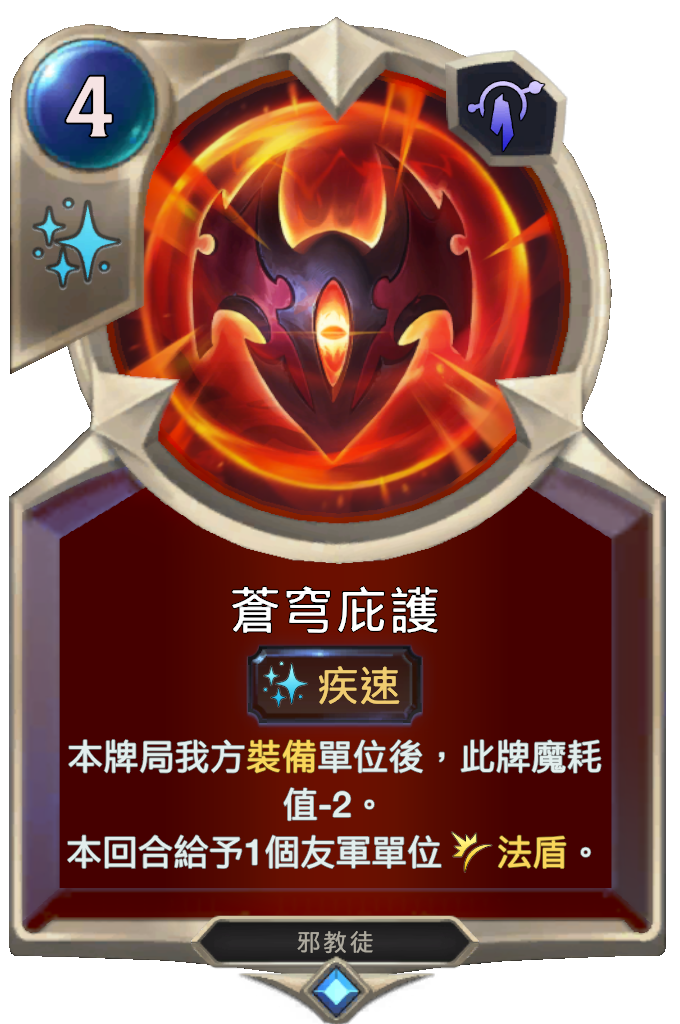 4
蒼穹庇護
疾速
本牌局我方裝備單位後，此牌魔耗
值-2。
本回合給予1個友軍單位 法盾。
邪教徒